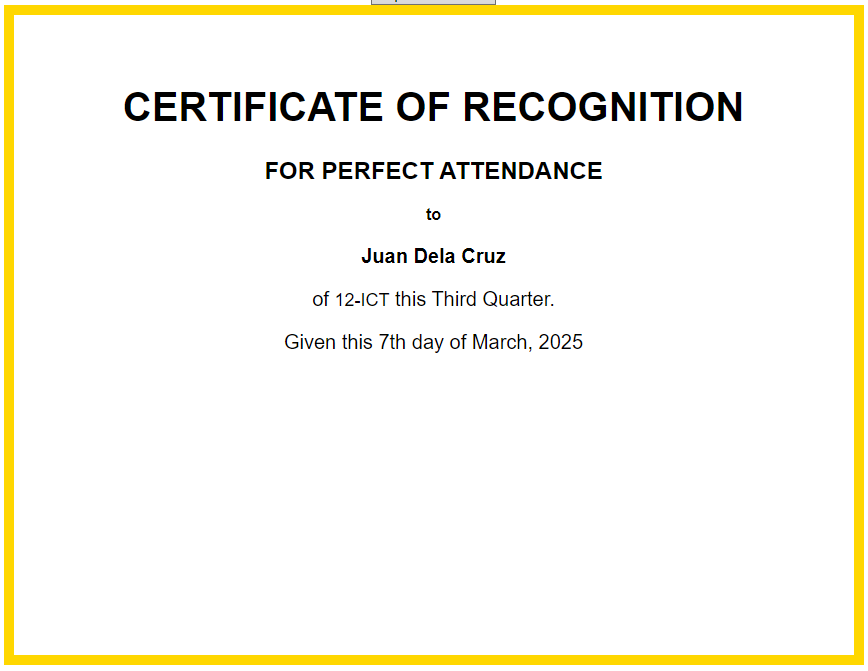 CERTIFICATE OF RECOGNITION
FOR PERFECT ATTENDANCE
to
Juan Dela Cruz
of 12-ICT this Third Quarter.
Given this 7th day of March, 2025